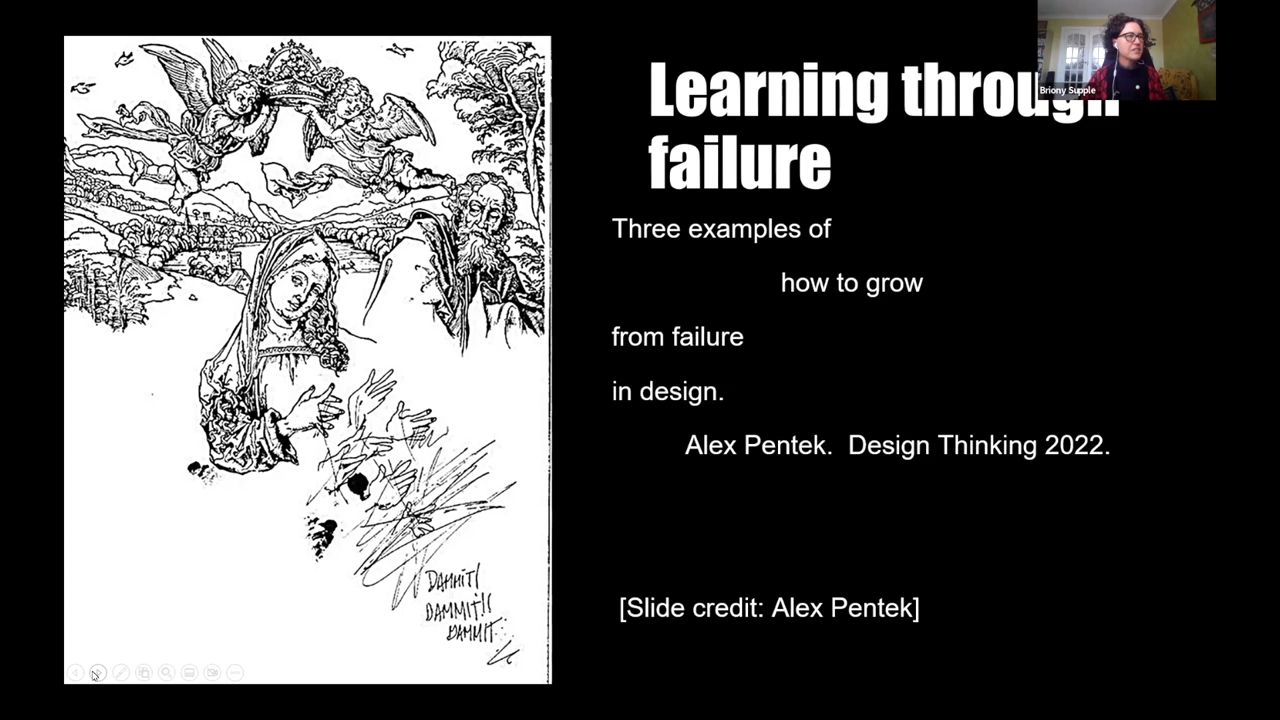 Learning through
failure
Briony Supple
Three examples of
how to grow
from failure
in design.
Alex Pentek. Design Thinking 2022.
[Slide credit: Alex Pentek]
DAMMIT!
DAMMIT!!
DAMMIT